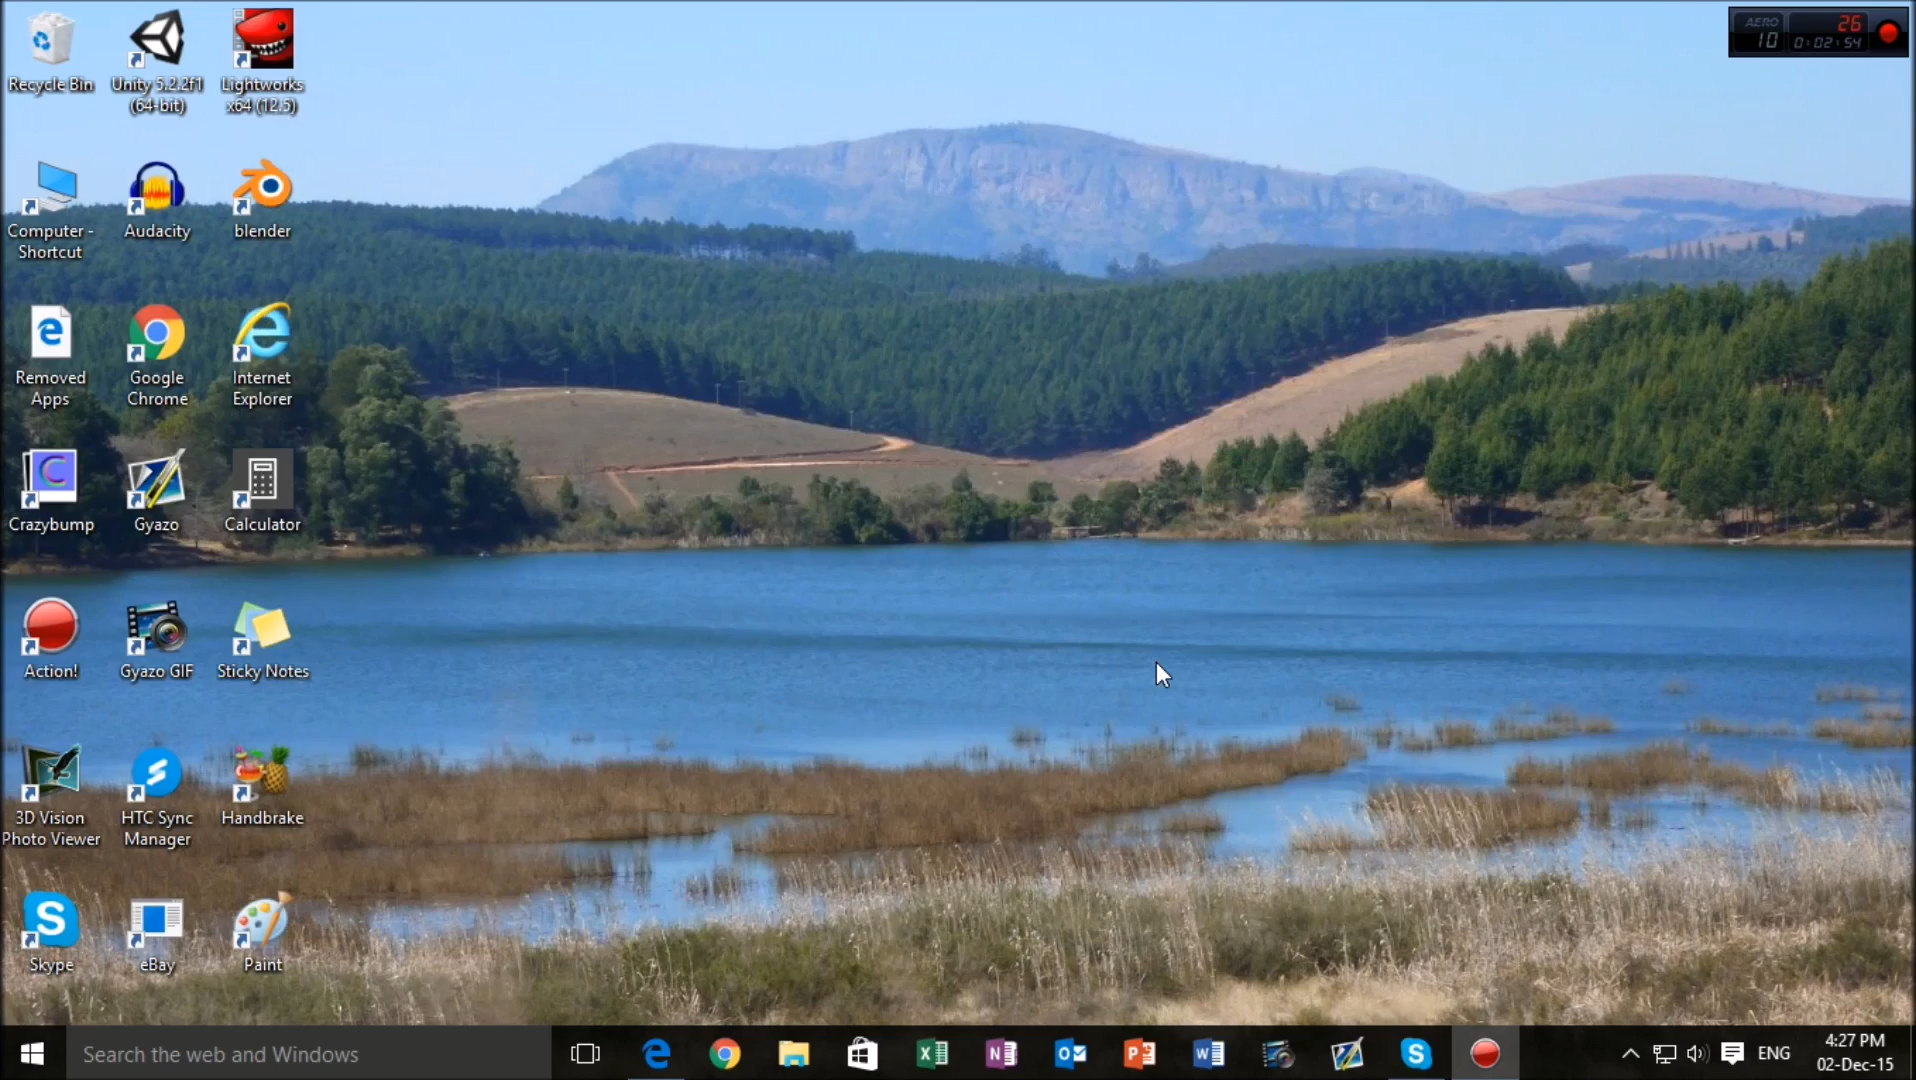 Recycle Bin
Unity 5.2.2f1
(64-bit)
Lightworks
x64 (12.5)
AERO
10
26
0:02:54
Computer -
Shortcut
Audacity
blender
Removed
Apps
Google
Chrome
Internet
Explorer
Crazybump
Gyazo
Calculator
Action!
Gyazo GIF
Sticky Notes
3D Vision
Photo Viewer
HTC Sync
Manager
Handbrake
Skype
eBay
Paint
Search the web and Windows
ENG
4:27 PM
02-Dec-15